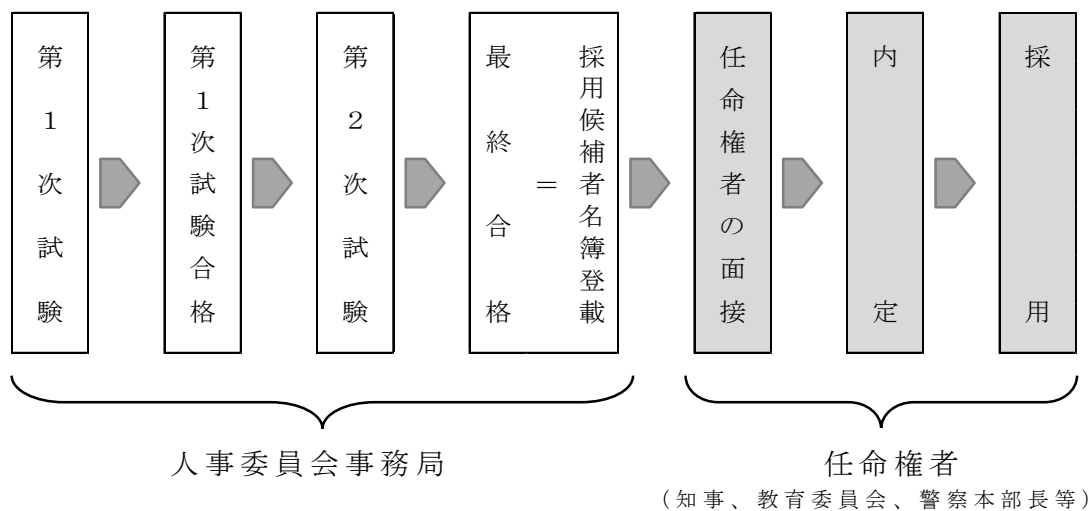 第１次試験
第１次試験合格
第２次試験
最終合格
＝
採用候補者名簿登載
任命権者の面接
内定
採用
人事委員会事務局
任命権者
（知事、教育委員会、警察本部長等）